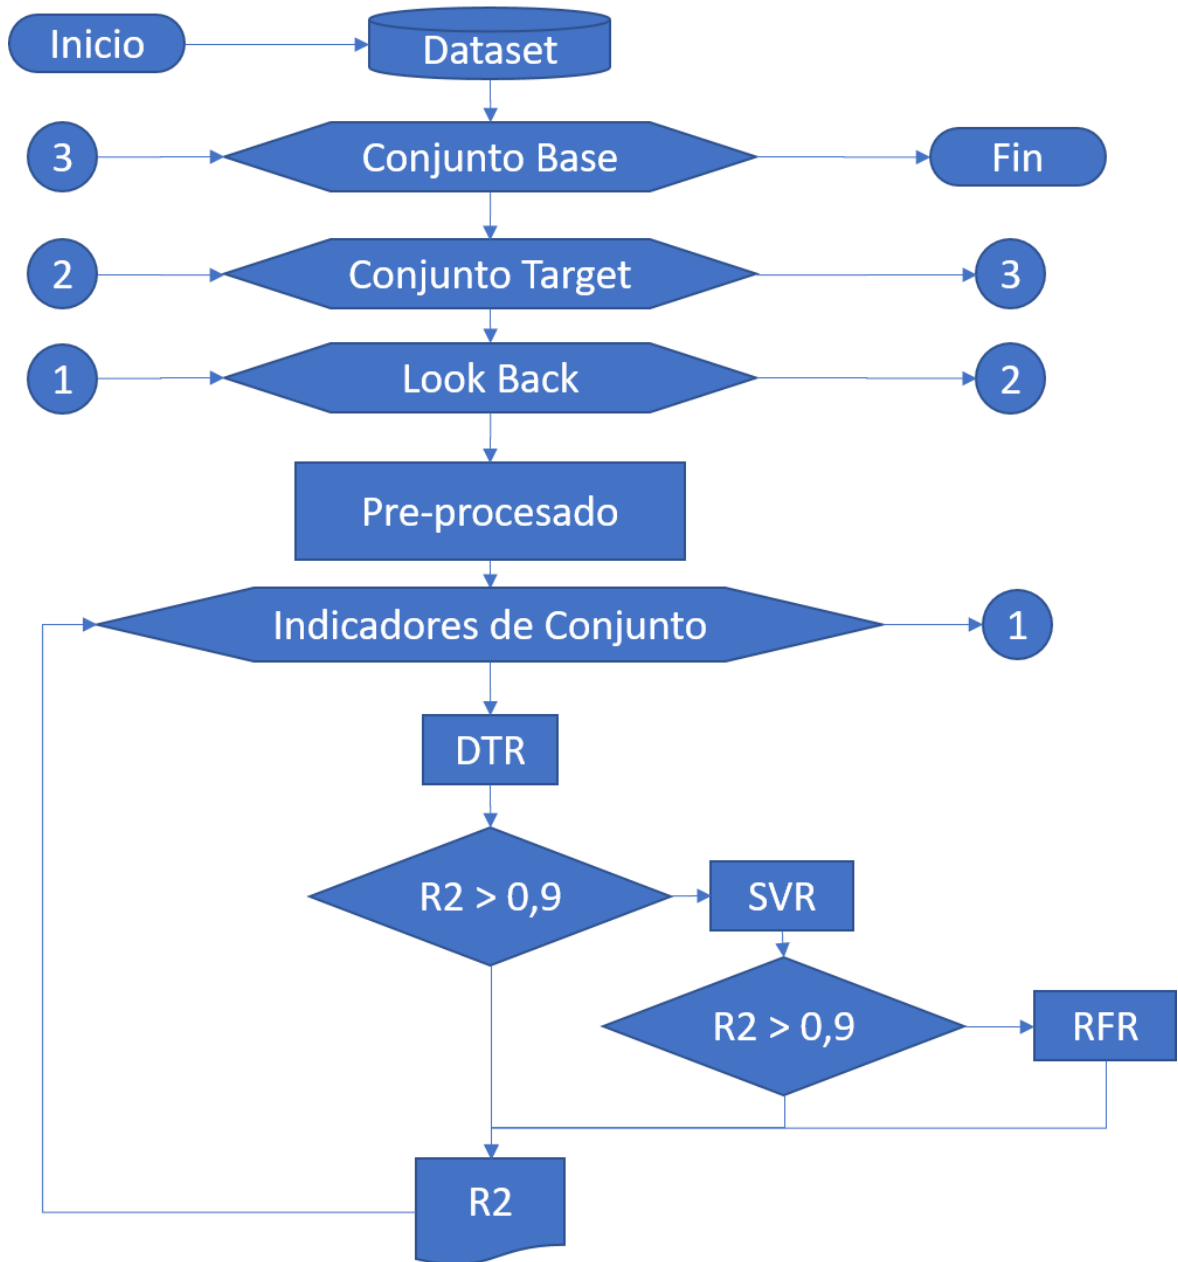 Inicio
Dataset
3
Conjunto Base
Fin
2
Conjunto Target
3
1
Look Back
2
Pre-procesado
Indicadores de Conjunto
1
DTR
R2 > 0,9
SVR
R2 > 0,9
RFR
R2